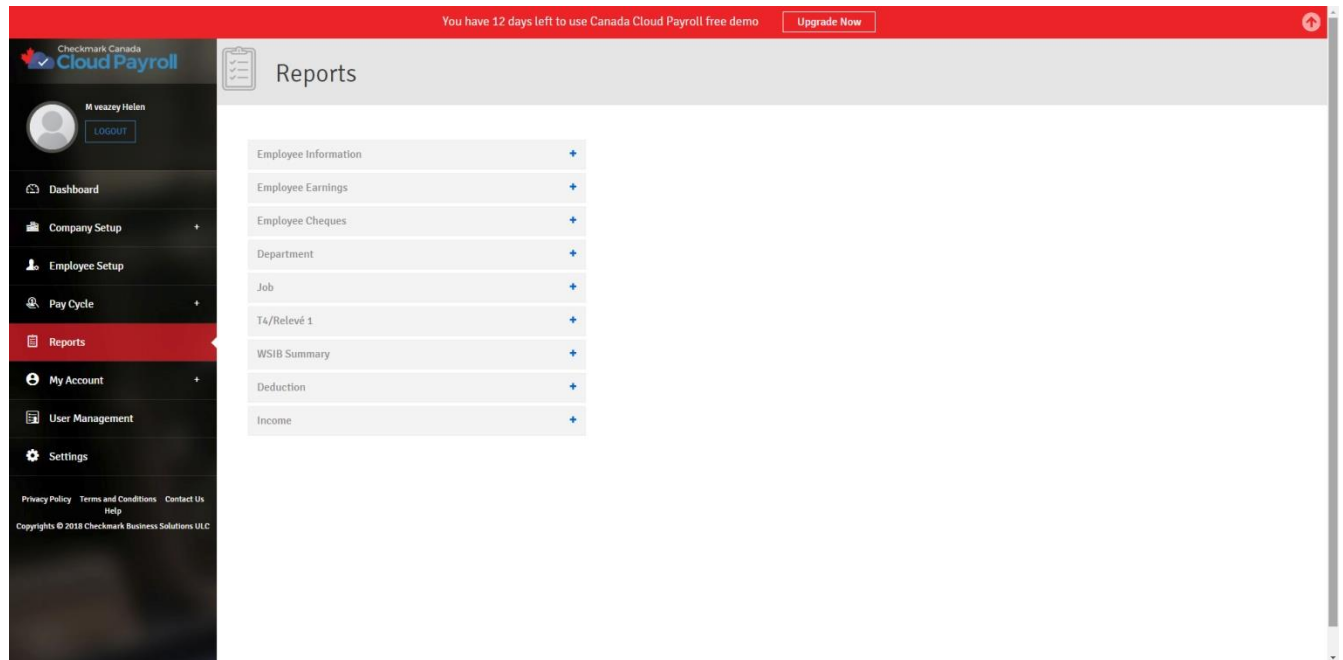 You have 12 days left to use Canada Cloud Payroll free demo Upgrade Now
Checkmark Canada
Cloud Payroll
M veazey Helen
LOGOUT
Dashboard
Company Setup +
Employee Setup
Pay Cycle +
Reports
My Account +
User Management
Settings
Privacy Policy Terms and Conditions Contact Us
Help
Copyrights © 2018 Checkmark Business Solutions ULC
Reports
Employee Information +
Employee Earnings +
Employee Cheques +
Department +
Job +
T4/Relevé 1 +
WSIB Summary +
Deduction +
Income +